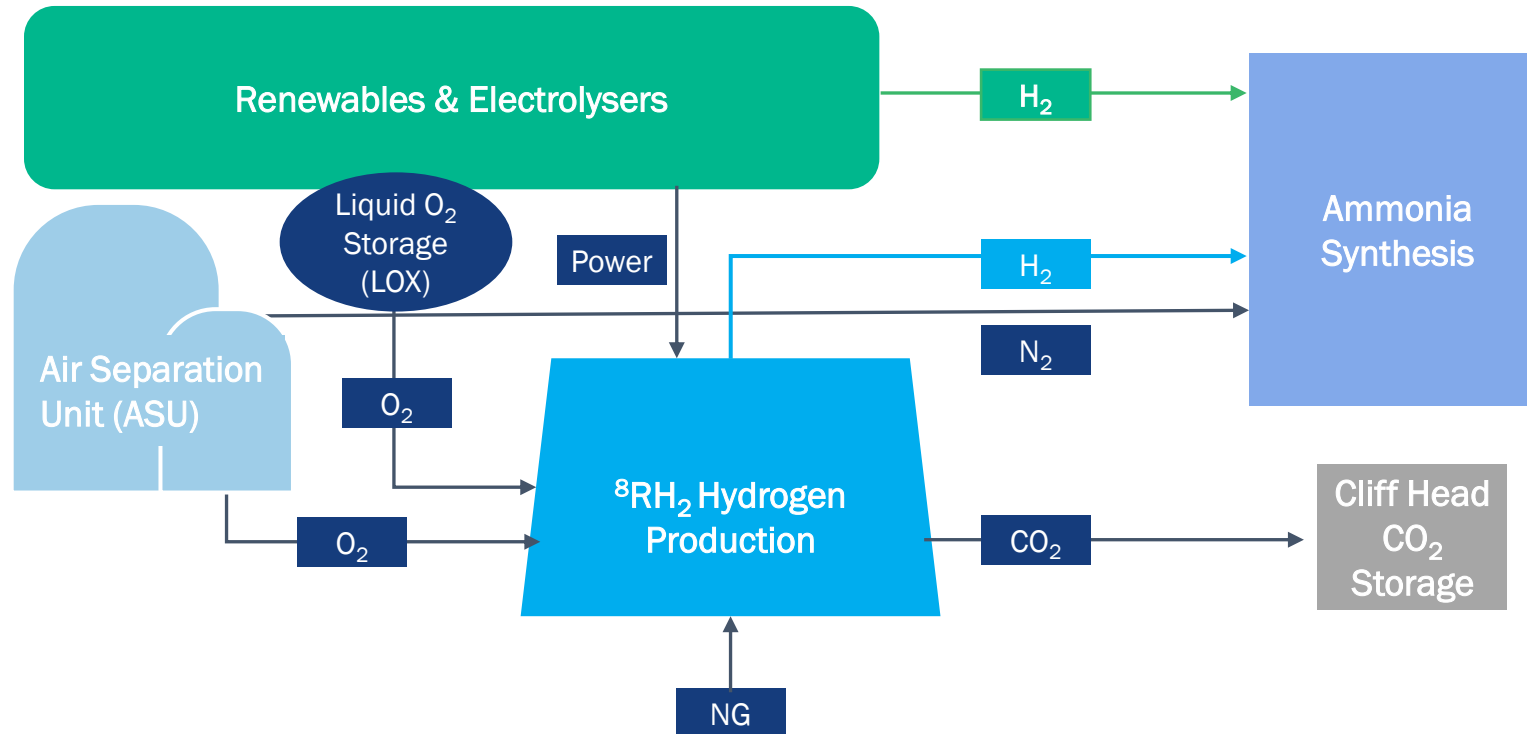 Renewables & Electrolysers
H₂
Liquid O₂
Storage
(LOX)
Power
H₂
Ammonia
Synthesis
N₂
Air Separation
Unit (ASU)
O₂
⁸RH₂ Hydrogen
Production
O₂
CO₂
Cliff Head
CO₂
Storage
NG